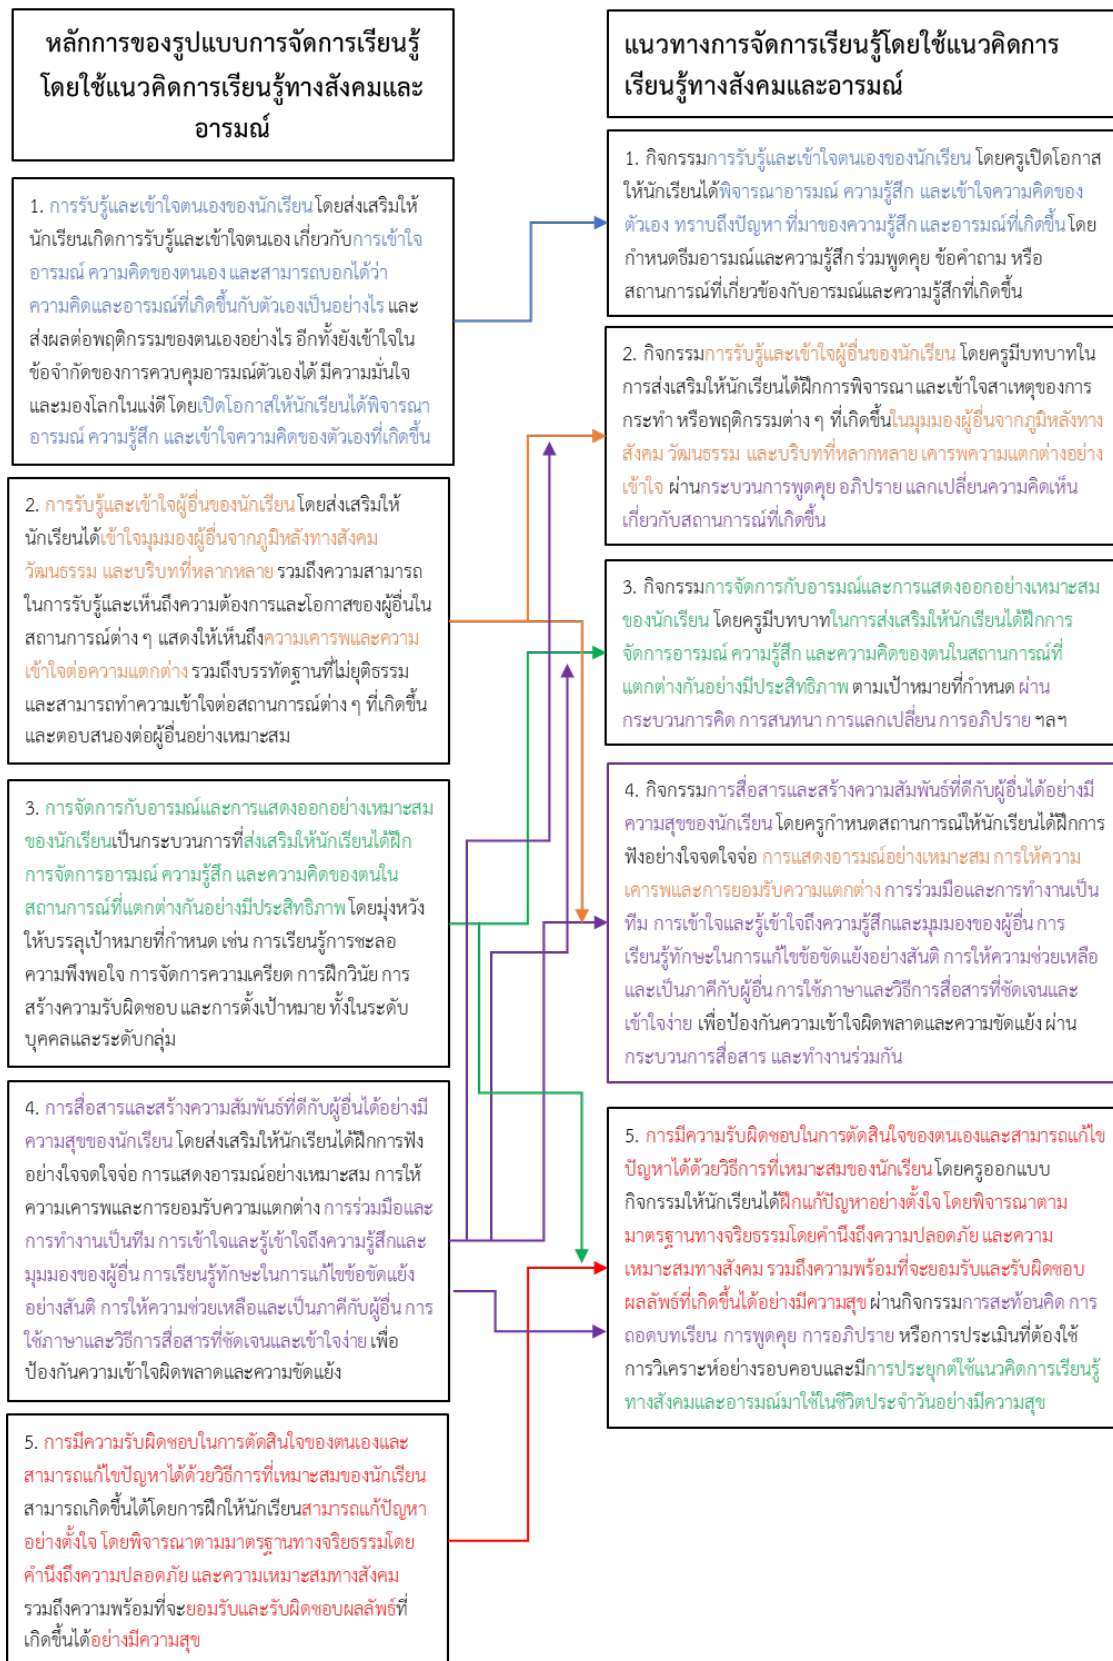 หลักการของรูปแบบการจัดการเรียนรู้
โดยใช้แนวคิดการเรียนรู้ทางสังคมและ
อารมณ์
1. การรับรู้และเข้าใจตนเองของนักเรียน โดยส่งเสริมให้
นักเรียนเกิดการรับรู้และเข้าใจตนเอง เกี่ยวกับการเข้าใจ
อารมณ์ ความคิดของตนเอง และสามารถบอกได้ว่า
ความคิดและอารมณ์ที่เกิดขึ้นกับตัวเองเป็นอย่างไร และ
ส่งผลต่อพฤติกรรมของตนเองอย่างไร อีกทั้งยังเข้าใจใน
ข้อจำกัดของการควบคุมอารมณ์ตัวเองได้ มีความมั่นใจ
และมองโลกในแง่ดี โดยเปิดโอกาสให้นักเรียนได้พิจารณา
อารมณ์ ความรู้สึก และเข้าใจความคิดของตัวเองที่เกิดขึ้น
2. การรับรู้และเข้าใจผู้อื่นของนักเรียน โดยส่งเสริมให้
นักเรียนได้เข้าใจมุมมองผู้อื่นจากภูมิหลังทางสังคม
วัฒนธรรม และบริบทที่หลากหลาย รวมถึงความสามารถ
ในการรับรู้และเห็นถึงความต้องการและโอกาสของผู้อื่นใน
สถานการณ์ต่าง ๆ แสดงให้เห็นถึงความเคารพและความ
เข้าใจต่อความแตกต่าง รวมถึงบรรทัดฐานที่ไม่ยุติธรรม
และสามารถทำความเข้าใจต่อสถานการณ์ต่าง ๆ ที่เกิดขึ้น
และตอบสนองต่อผู้อื่นอย่างเหมาะสม
3. การจัดการกับอารมณ์และการแสดงออกอย่างเหมาะสม
ของนักเรียนเป็นกระบวนการที่ส่งเสริมให้นักเรียนได้ฝึก
การจัดการอารมณ์ ความรู้สึก และความคิดของตนใน
สถานการณ์ที่แตกต่างกันอย่างมีประสิทธิภาพ โดยมุ่งหวัง
ให้บรรลุเป้าหมายที่กำหนด เช่น การเรียนรู้การชะลอ
ความพึงพอใจ การจัดการความเครียด การฝึกวินัย การ
สร้างความรับผิดชอบ และการตั้งเป้าหมาย ทั้งในระดับ
บุคคลและระดับกลุ่ม
4. การสื่อสารและสร้างความสัมพันธ์ที่ดีกับผู้อื่นได้อย่างมี
ความสุขของนักเรียน โดยส่งเสริมให้นักเรียนได้ฝึกการฟัง
อย่างใจจดใจจ่อ การแสดงอารมณ์อย่างเหมาะสม การให้
ความเคารพและการยอมรับความแตกต่าง การร่วมมือและ
การทำงานเป็นทีม การเข้าใจและรู้เข้าใจถึงความรู้สึกและ
มุมมองของผู้อื่น การเรียนรู้ทักษะในการแก้ไขข้อขัดแย้ง
อย่างสันติ การให้ความช่วยเหลือและเป็นภาคีกับผู้อื่น การ
ใช้ภาษาและวิธีการสื่อสารที่ชัดเจนและเข้าใจง่าย เพื่อ
ป้องกันความเข้าใจผิดพลาดและความขัดแย้ง
5. การมีความรับผิดชอบในการตัดสินใจของตนเองและ
สามารถแก้ไขปัญหาได้ด้วยวิธีการที่เหมาะสมของนักเรียน
สามารถเกิดขึ้นได้โดยการฝึกให้นักเรียนสามารถแก้ปัญหา
อย่างตั้งใจ โดยพิจารณาตามมาตรฐานทางจริยธรรมโดย
คำนึงถึงความปลอดภัย และความเหมาะสมทางสังคม
รวมถึงความพร้อมที่จะยอมรับและรับผิดชอบผลลัพธ์ที่
เกิดขึ้นได้อย่างมีความสุข
แนวทางการจัดการเรียนรู้โดยใช้แนวคิดการ
เรียนรู้ทางสังคมและอารมณ์
1. กิจกรรมการรับรู้และเข้าใจตนเองของนักเรียน โดยครูเปิดโอกาส
ให้นักเรียนได้พิจารณาอารมณ์ ความรู้สึก และเข้าใจความคิดของ
ตัวเอง ทราบถึงปัญหา ที่มาของความรู้สึก และอารมณ์ที่เกิดขึ้น โดย
กำหนดธีมอารมณ์และความรู้สึก ร่วมพูดคุย ข้อคำถาม หรือ
สถานการณ์ที่เกี่ยวข้องกับอารมณ์และความรู้สึกที่เกิดขึ้น
2. กิจกรรมการรับรู้และเข้าใจผู้อื่นของนักเรียน โดยครูมีบทบาทใน
การส่งเสริมให้นักเรียนได้ฝึกการพิจารณา และเข้าใจสาเหตุของการ
กระทำ หรือพฤติกรรมต่าง ๆ ที่เกิดขึ้นในมุมมองผู้อื่นจากภูมิหลังทาง
สังคม วัฒนธรรม และบริบทที่หลากหลาย เคารพความแตกต่างอย่าง
เข้าใจ ผ่านกระบวนการพูดคุย อภิปราย แลกเปลี่ยนความคิดเห็น
เกี่ยวกับสถานการณ์ที่เกิดขึ้น
3. กิจกรรมการจัดการกับอารมณ์และการแสดงออกอย่างเหมาะสม
ของนักเรียน โดยครูมีบทบาทในการส่งเสริมให้นักเรียนได้ฝึกการ
จัดการอารมณ์ ความรู้สึก และความคิดของตนในสถานการณ์ที่
แตกต่างกันอย่างมีประสิทธิภาพ ตามเป้าหมายที่กำหนด ผ่าน
กระบวนการคิด การสนทนา การแลกเปลี่ยน การอภิปราย ฯลฯ
4. กิจกรรมการสื่อสารและสร้างความสัมพันธ์ที่ดีกับผู้อื่นได้อย่างมี
ความสุขของนักเรียน โดยครูกำหนดสถานการณ์ให้นักเรียนได้ฝึกการ
ฟังอย่างใจจดใจจ่อ การแสดงอารมณ์อย่างเหมาะสม การให้ความ
เคารพและการยอมรับความแตกต่าง การร่วมมือและการทำงานเป็น
ทีม การเข้าใจและรู้เข้าใจถึงความรู้สึกและมุมมองของผู้อื่น การ
เรียนรู้ทักษะในการแก้ไขข้อขัดแย้งอย่างสันติ การให้ความช่วยเหลือ
และเป็นภาคีกับผู้อื่น การใช้ภาษาและวิธีการสื่อสารที่ชัดเจนและ
เข้าใจง่าย เพื่อป้องกันความเข้าใจผิดพลาดและความขัดแย้ง ผ่าน
กระบวนการสื่อสาร และทำงานร่วมกัน
5. การมีความรับผิดชอบในการตัดสินใจของตนเองและสามารถแก้ไข
ปัญหาได้ด้วยวิธีการที่เหมาะสมของนักเรียน โดยครูออกแบบ
กิจกรรมให้นักเรียนได้ฝึกแก้ปัญหาอย่างตั้งใจ โดยพิจารณาตาม
มาตรฐานทางจริยธรรมโดยคำนึงถึงความปลอดภัย และความ
เหมาะสมทางสังคม รวมถึงความพร้อมที่จะยอมรับและรับผิดชอบ
ผลลัพธ์ที่เกิดขึ้นได้อย่างมีความสุข ผ่านกิจกรรมการสะท้อนคิด การ
ถอดบทเรียน การพูดคุย การอภิปราย หรือการประเมินที่ต้องใช้
การวิเคราะห์อย่างรอบคอบและมีการประยุกต์ใช้แนวคิดการเรียนรู้
ทางสังคมและอารมณ์มาใช้ในชีวิตประจำวันอย่างมีความสุข